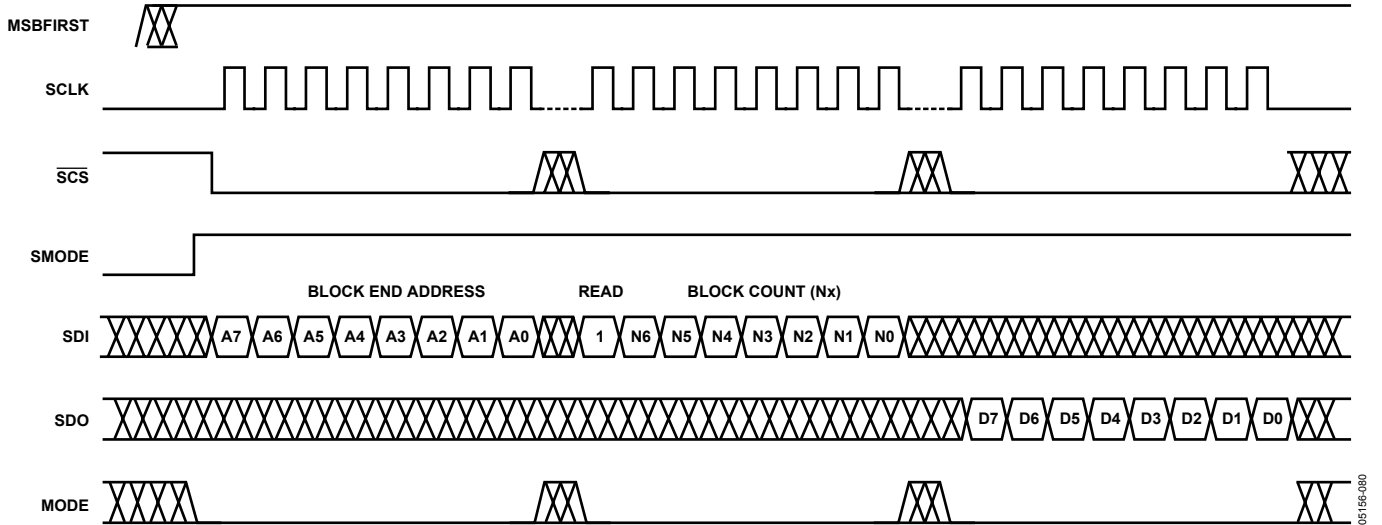 MSBFIRST
SCLK
SCS
SMODE
BLOCK END ADDRESS READ BLOCK COUNT (Nx)
SDI A7 A6 A5 A4 A3 A2 A1 A0 1 N6 N5 N4 N3 N2 N1 N0
SDO D7 D6 D5 D4 D3 D2 D1 D0
MODE
05156-080